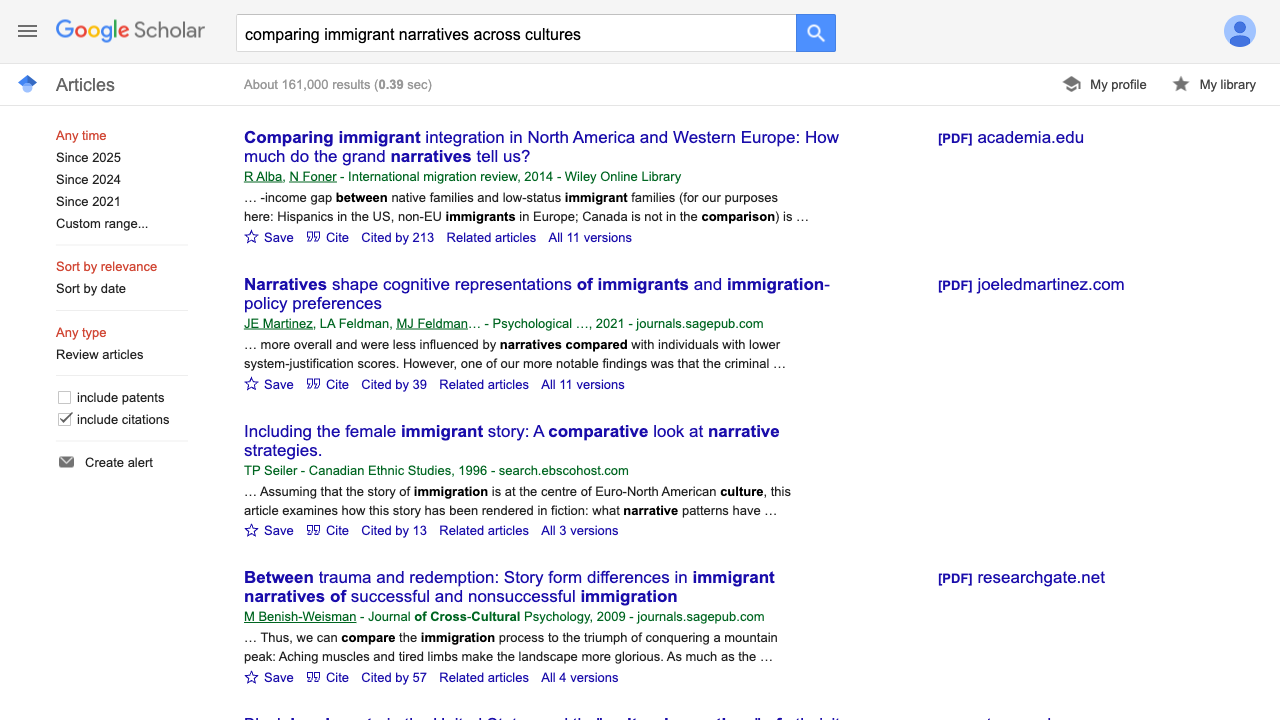 Google Scholar
comparing immigrant narratives across cultures
Articles
About 161,000 results (0.39 sec)
My profile
My library
Any time
Since 2025
Since 2024
Since 2021
Custom range...
Sort by relevance
Sort by date
Any type
Review articles
include patents
include citations
Create alert
Comparing immigrant integration in North America and Western Europe: How
much do the grand narratives tell us?
R Alba, N Foner - International migration review, 2014 - Wiley Online Library
… -income gap between native families and low-status immigrant families (for our purposes
here: Hispanics in the US, non-EU immigrants in Europe; Canada is not in the comparison) is …
Save Cite Cited by 213 Related articles All 11 versions
[PDF] academia.edu
Narratives shape cognitive representations of immigrants and immigration-
policy preferences
JE Martinez, LA Feldman, MJ Feldman… - Psychological …, 2021 - journals.sagepub.com
… more overall and were less influenced by narratives compared with individuals with lower
system-justification scores. However, one of our more notable findings was that the criminal …
Save Cite Cited by 39 Related articles All 11 versions
[PDF] joeledmartinez.com
Including the female immigrant story: A comparative look at narrative
strategies.
TP Seiler - Canadian Ethnic Studies, 1996 - search.ebscohost.com
… Assuming that the story of immigration is at the centre of Euro-North American culture, this
article examines how this story has been rendered in fiction: what narrative patterns have …
Save Cite Cited by 13 Related articles All 3 versions
Between trauma and redemption: Story form differences in immigrant
narratives of successful and nonsuccessful immigration
M Benish-Weisman - Journal of Cross-Cultural Psychology, 2009 - journals.sagepub.com
… Thus, we can compare the immigration process to the triumph of conquering a mountain
peak: Aching muscles and tired limbs make the landscape more glorious. As much as the …
Save Cite Cited by 57 Related articles All 4 versions
[PDF] researchgate.net